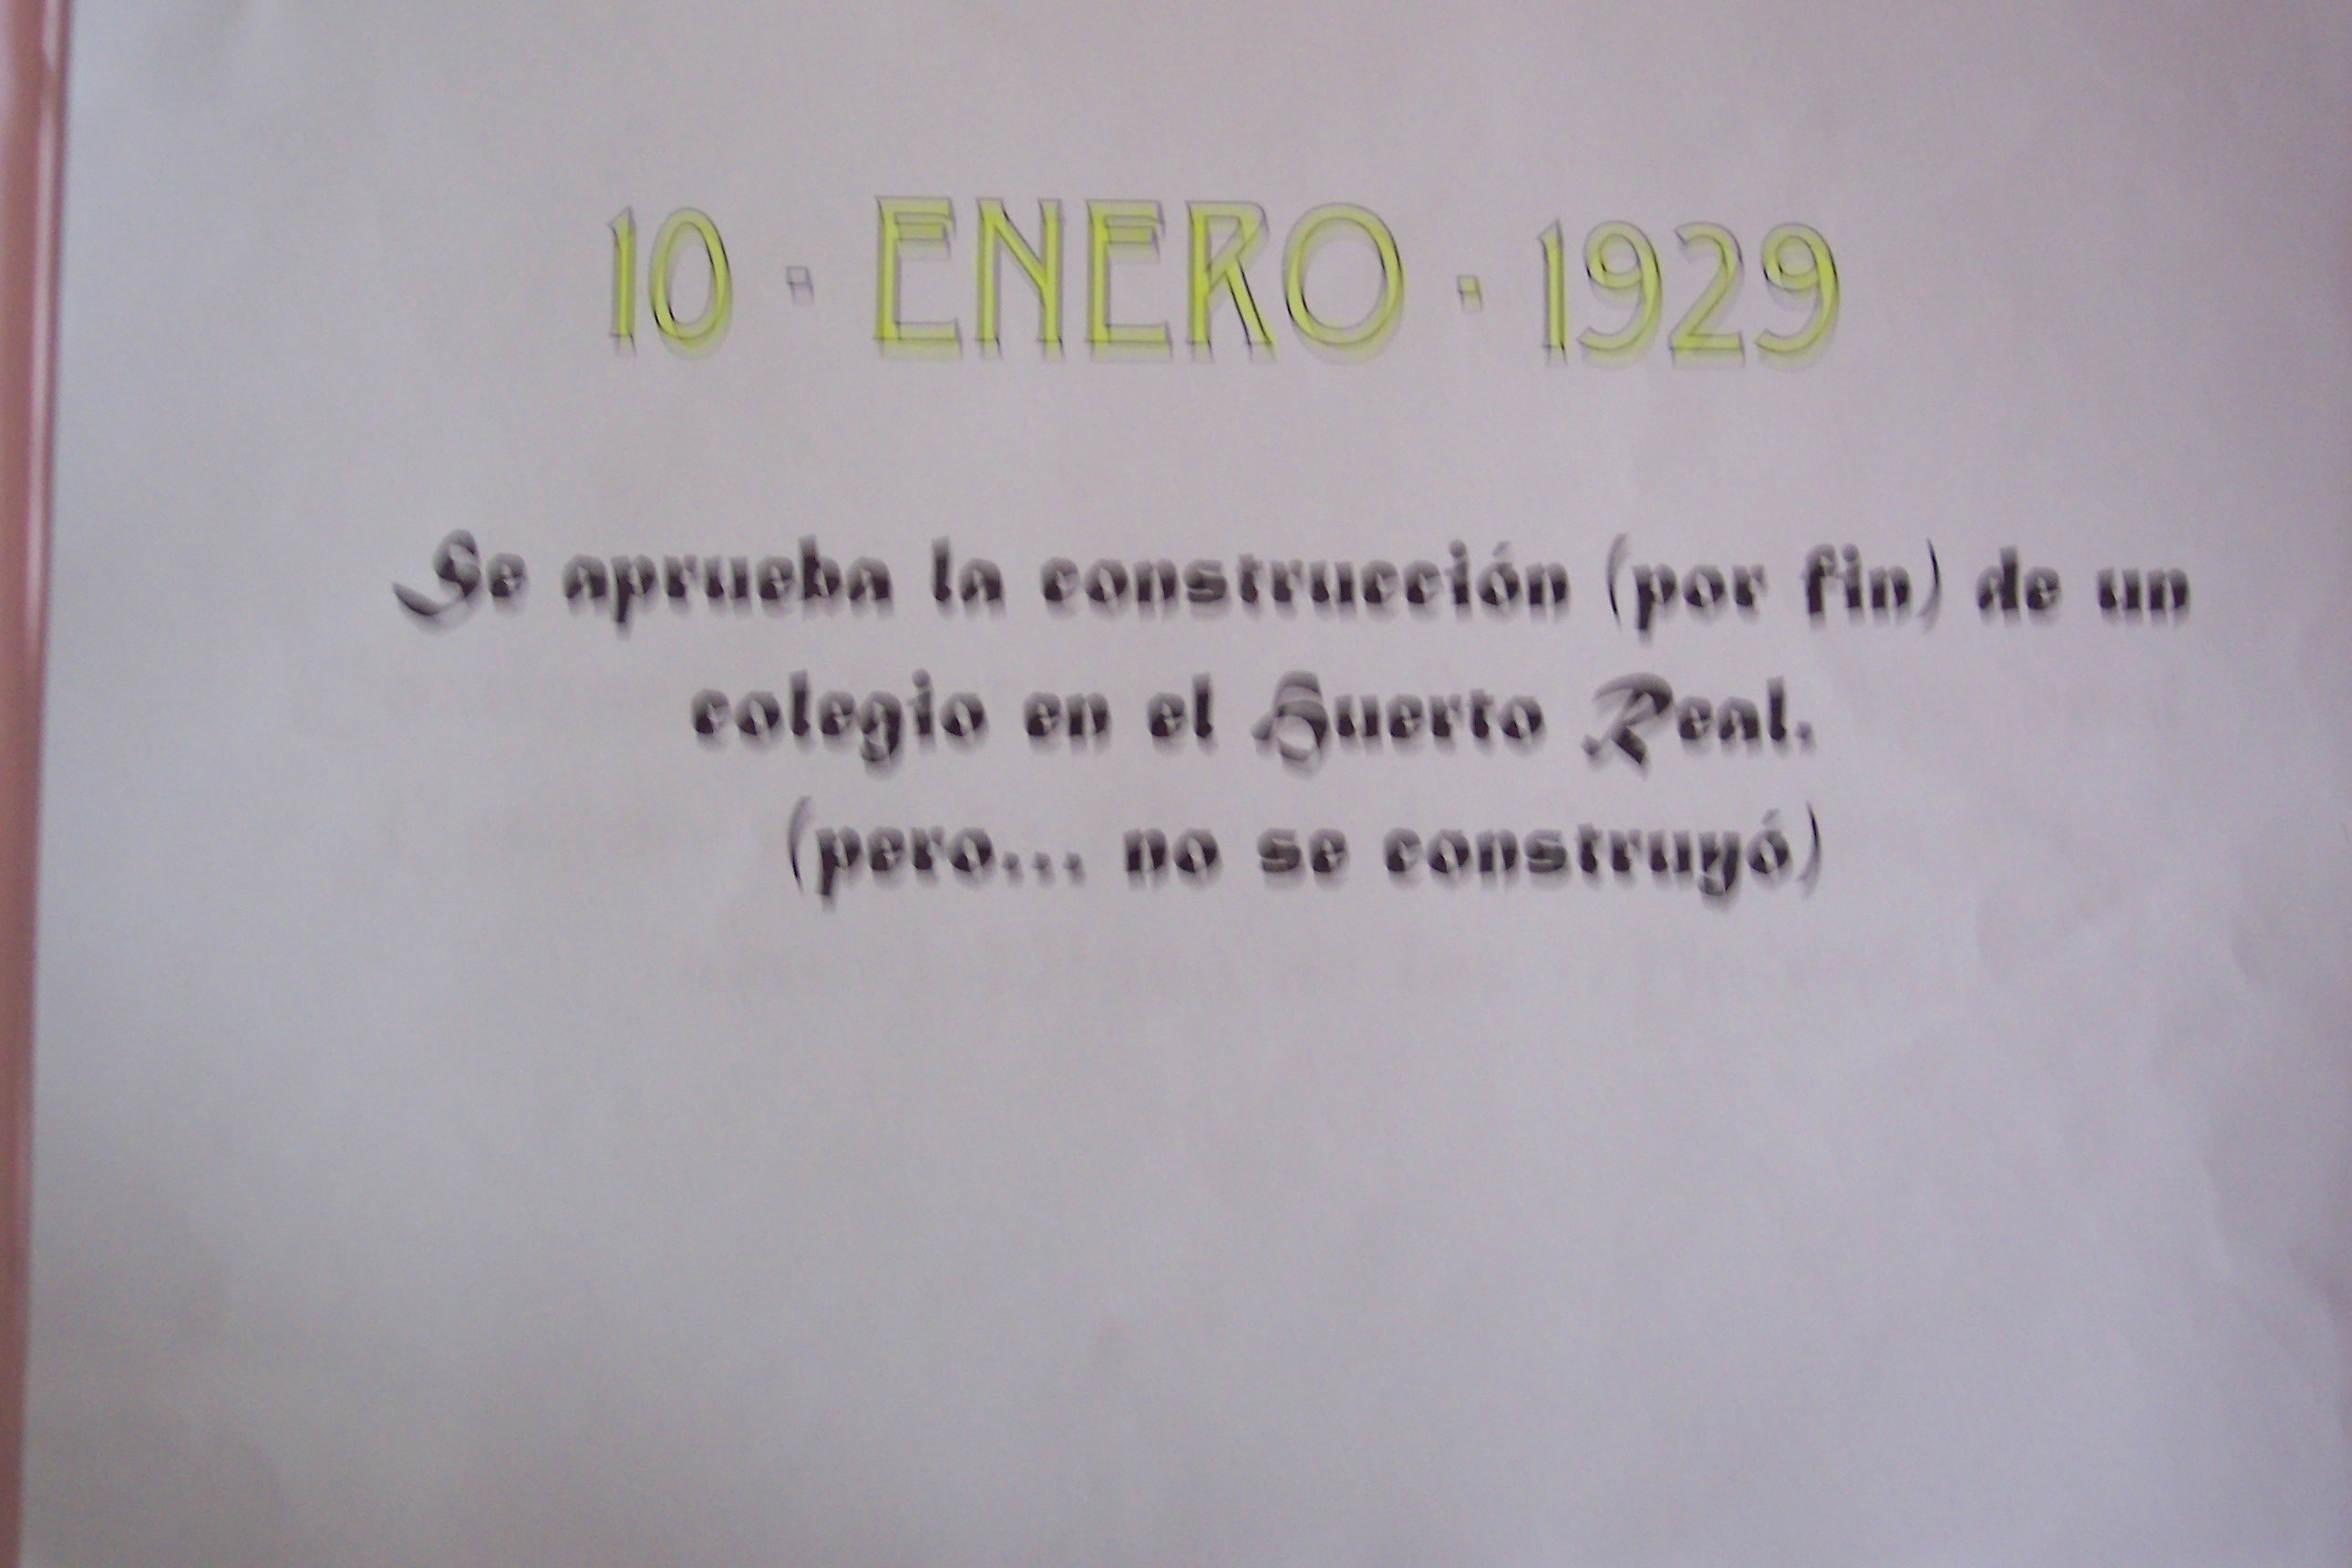 10 - ENERO - 1929
Se aprueba la construcción (por fin) de un
colegio en el Huerto Real.
(pero... no se construyó)